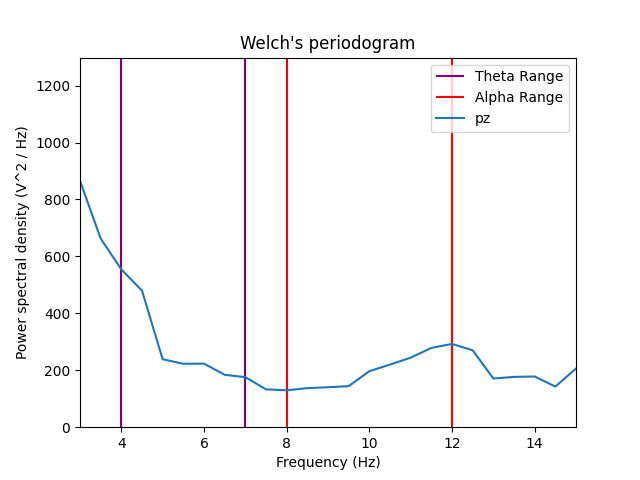 Welch's periodogram
Theta Range
Alpha Range
pz
1200
1000
800
600
400
200
0
Power spectral density (V^2 / Hz)
4 6 8 10 12 14
Frequency (Hz)